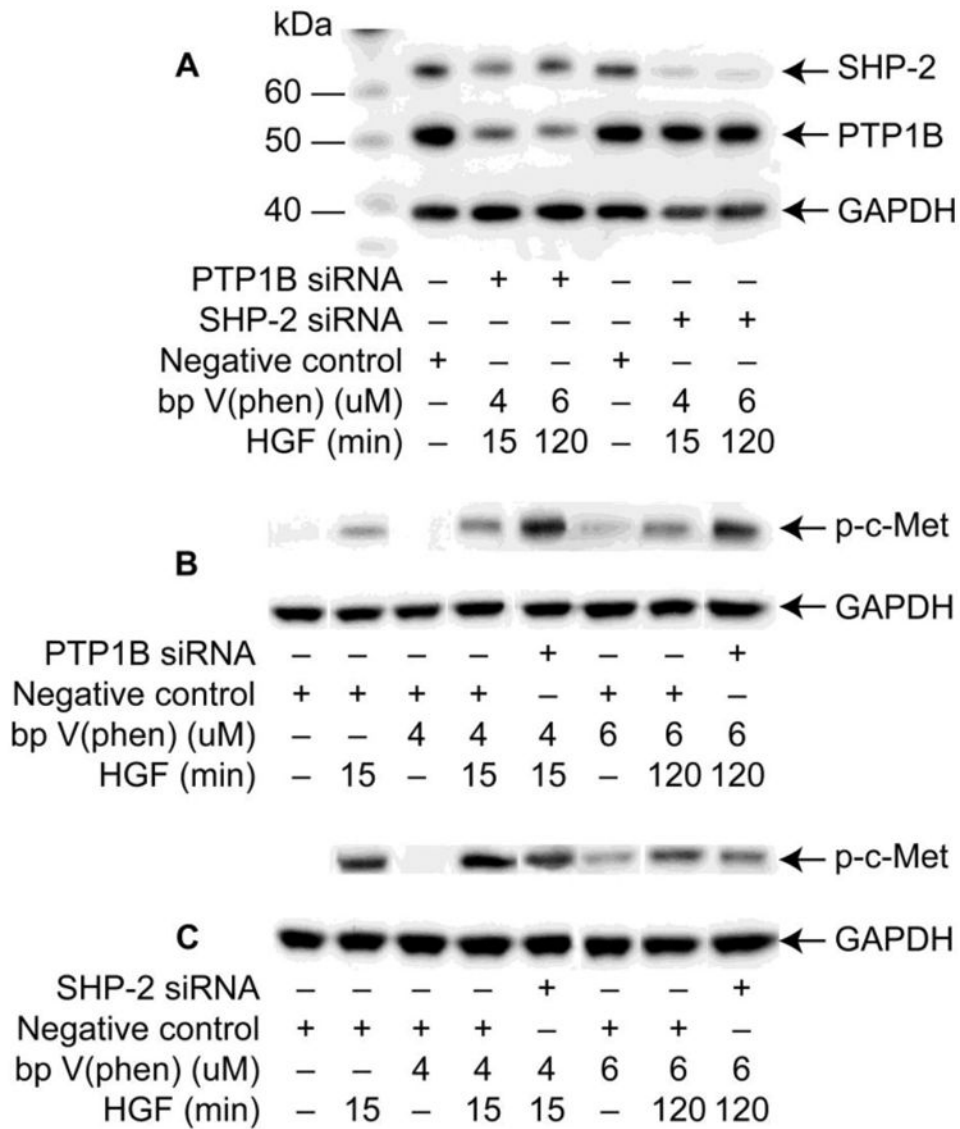 kDa
A
← SHP-2
60 —
50 — ← PTP1B
40 — ← GAPDH
PTP1B siRNA – + + – – –
SHP-2 siRNA – – – – + +
Negative control + – – + – –
bp V(phen) (uM) – 4 6 – 4 6
HGF (min) – 15 120 – 15 120
← p-c-Met
B
← GAPDH
PTP1B siRNA – – – – + – – +
Negative control + + + + – + + –
bp V(phen) (uM) – – 4 4 4 6 6 6
HGF (min) – 15 – 15 15 – 120 120
← p-c-Met
C ← GAPDH
SHP-2 siRNA – – – – + – – +
Negative control + + + + – + + –
bp V(phen) (uM) – – 4 4 4 6 6 6
HGF (min) – 15 – 15 15 – 120 120